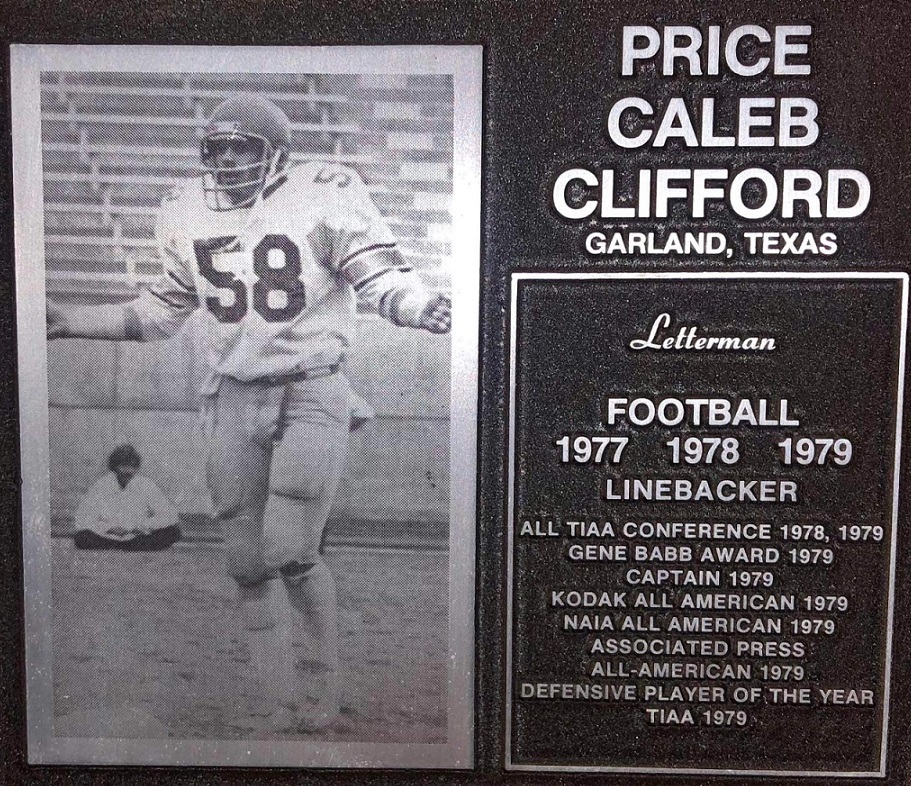 PRICE
CALEB
CLIFFORD
GARLAND, TEXAS
Letterman
FOOTBALL
1977 1978 1979
LINEBACKER
ALL TIAA CONFERENCE 1978, 1979
GENE BABB AWARD 1979
CAPTAIN 1979
KODAK ALL AMERICAN 1979
NAIA ALL AMERICAN 1979
ASSOCIATED PRESS
ALL-AMERICAN 1979
DEFENSIVE PLAYER OF THE YEAR
TIAA 1979
58